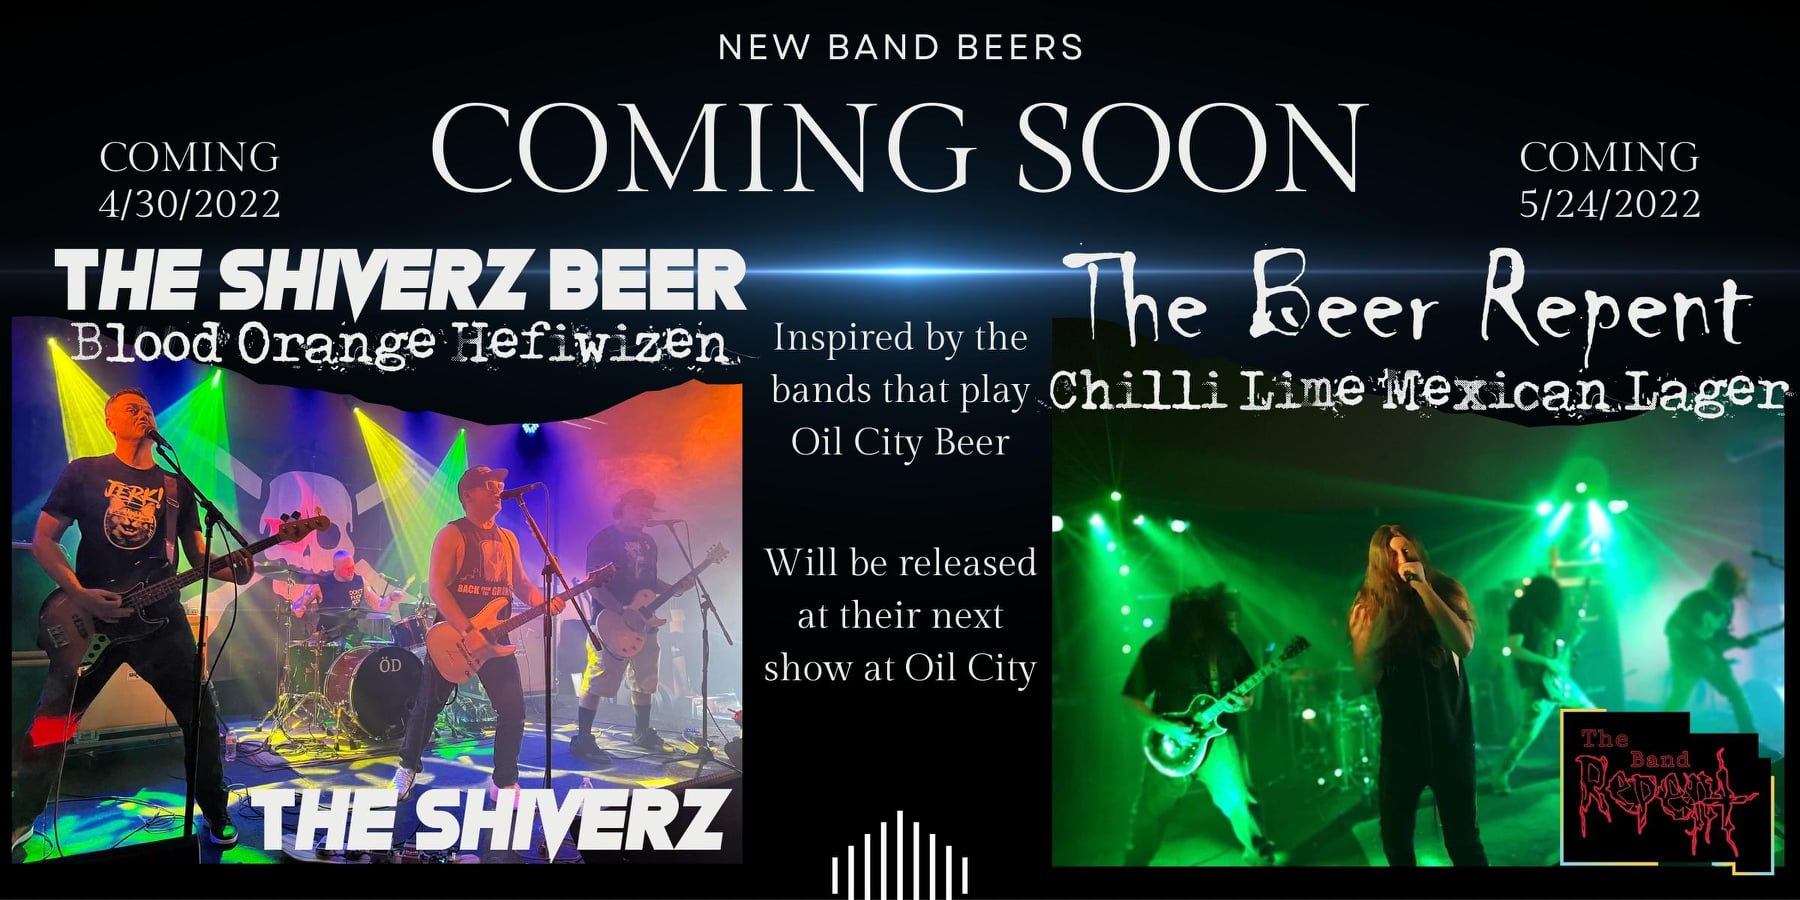 NEW BAND BEERS
COMING SOON
COMING
4/30/2022
COMING
5/24/2022
THE SHIVERZ BEER
Blood Orange Hefiwizen
The Beer Repent
Chilli Lime Mexican Lager
Inspired by the
bands that play
Oil City Beer
Will be released
at their next
show at Oil City
JERK!
ÖD
THE SHIVERZ
The
Band
Repent